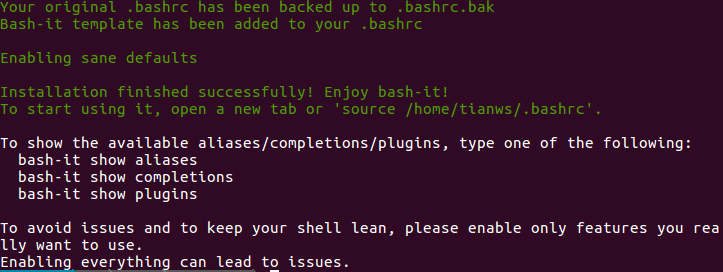 Your original .bashrc has been backed up to .bashrc.bak
Bash-it template has been added to your .bashrc
Enabling sane defaults
Installation finished successfully! Enjoy bash-it!
To start using it, open a new tab or 'source /home/tianws/.bashrc'.
To show the available aliases/completions/plugins, type one of the following:
  bash-it show aliases
  bash-it show completions
  bash-it show plugins
To avoid issues and to keep your shell lean, please enable only features you rea
lly want to use.
Enabling everything can lead to issues.